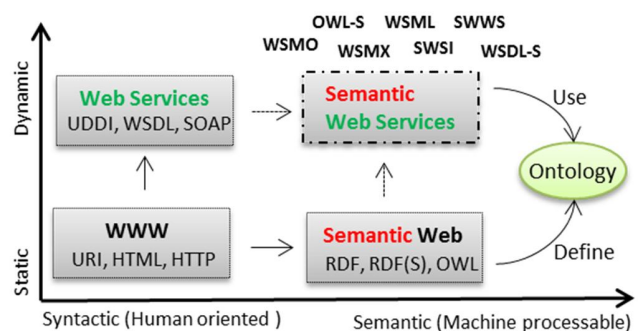 OWL-S WSML SWWS
WSMO WSMX SWSI WSDL-S
Dynamic
Web Services
UDDI, WSDL, SOAP
Semantic
Web Services
Use
Ontology
WWW
URI, HTML, HTTP
Semantic Web
RDF, RDF(S), OWL
Define
Static
Syntactic (Human oriented )
Semantic (Machine processable)